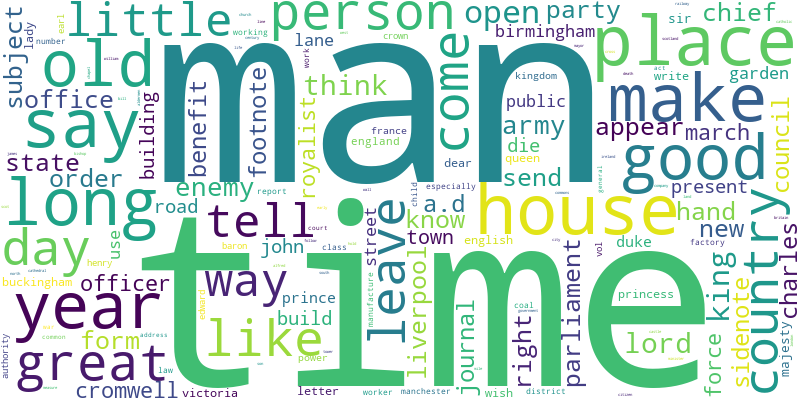 little
person
open
party
chief
sir
lady
number
working
crown
lane
birmingham
work
subject
old
man
come
place
office
think
kingdom
write
garden
building
benefit
footnote
royalist
france
england
public
make
say
army
appear
march
council
state
order
enemy
dear
die
queen
good
road
report
send
present
child
especially
long
tell
house
hand
a.d
know
street
leave
court
town
new
country
day
use
john
class
english
vol
duke
factory
baron
henry
way
officer
buckingham
prince
liverpool
parliament
king
charles
year
time
princess
sidenote
majesty
edward
build
manufacture
journal
coal
like
form
address
common
power
right
lord
force
great
law
authority
cromwell
victoria
letter
worker
manchester
wish
district